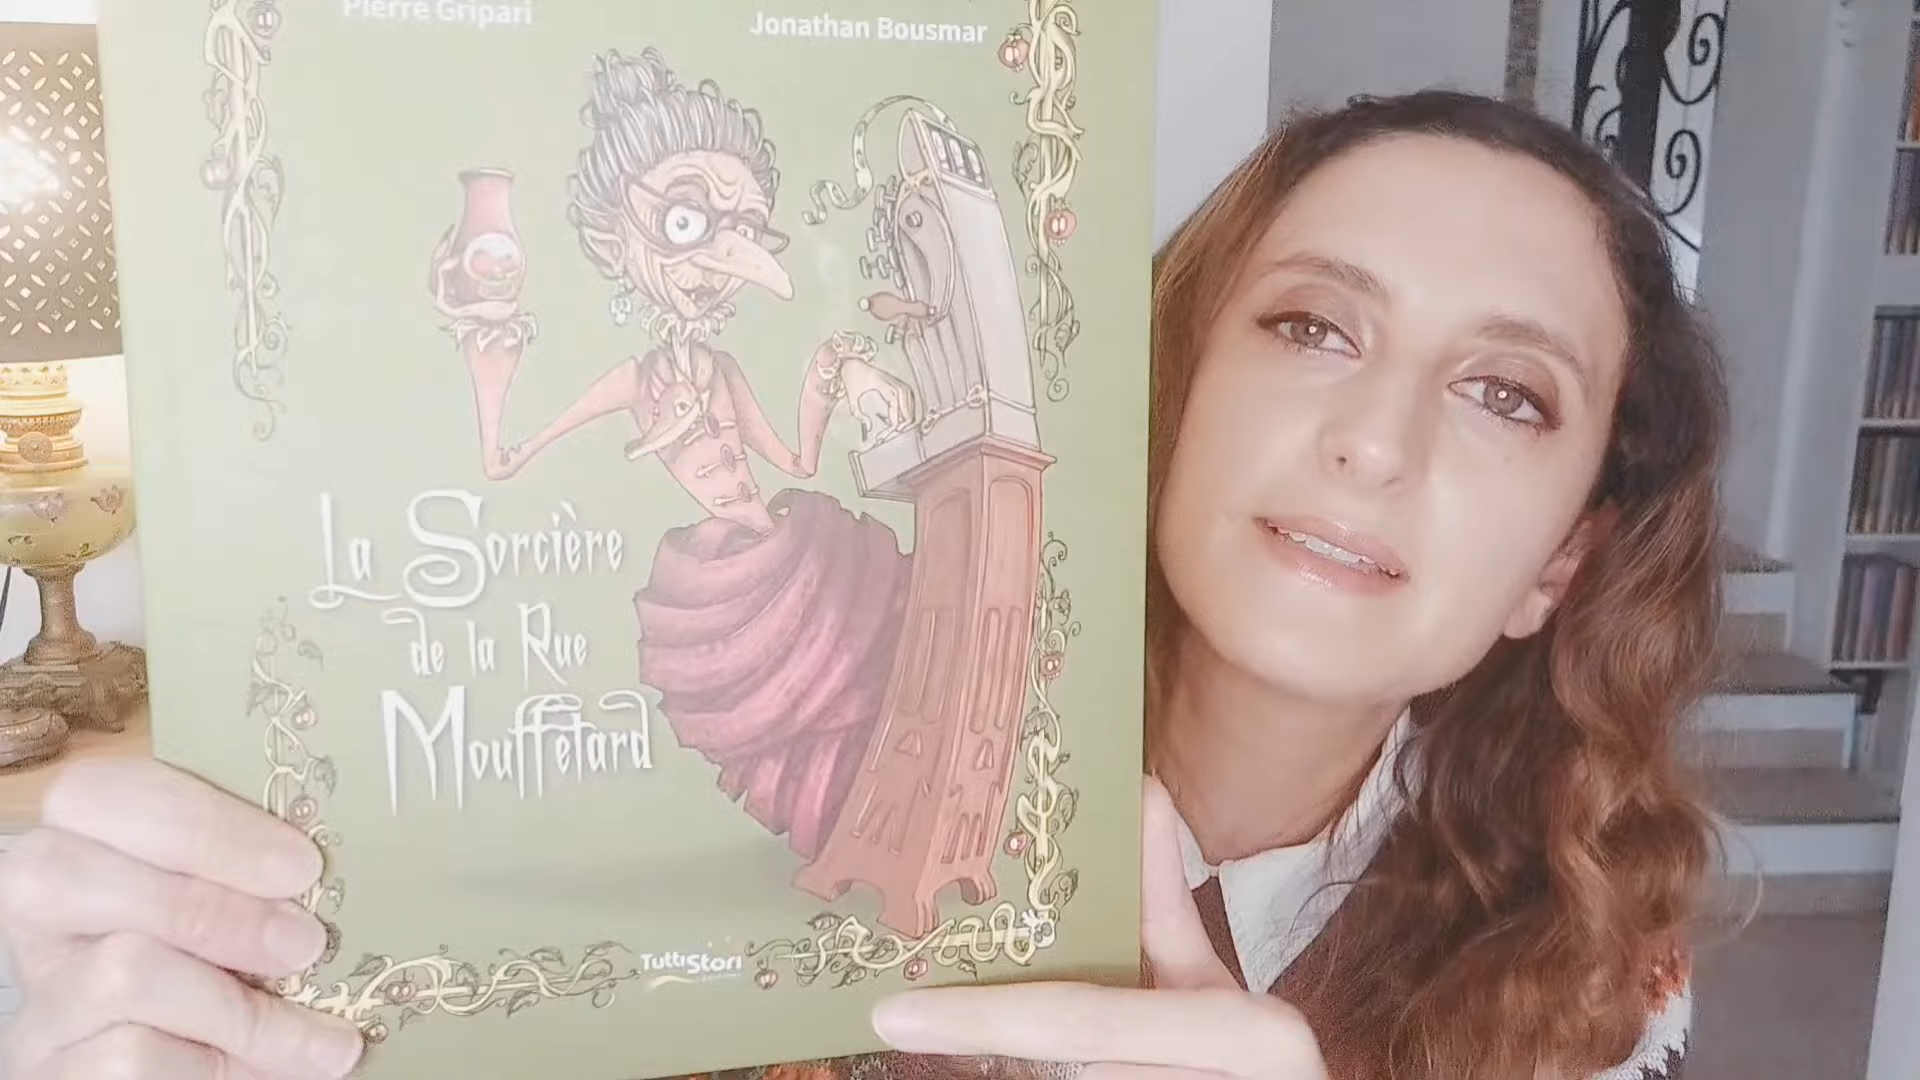 Pierre Gripari
Jonathan Bousmar
La Sorcière
de la Rue
Mouffetard
TuttiStori